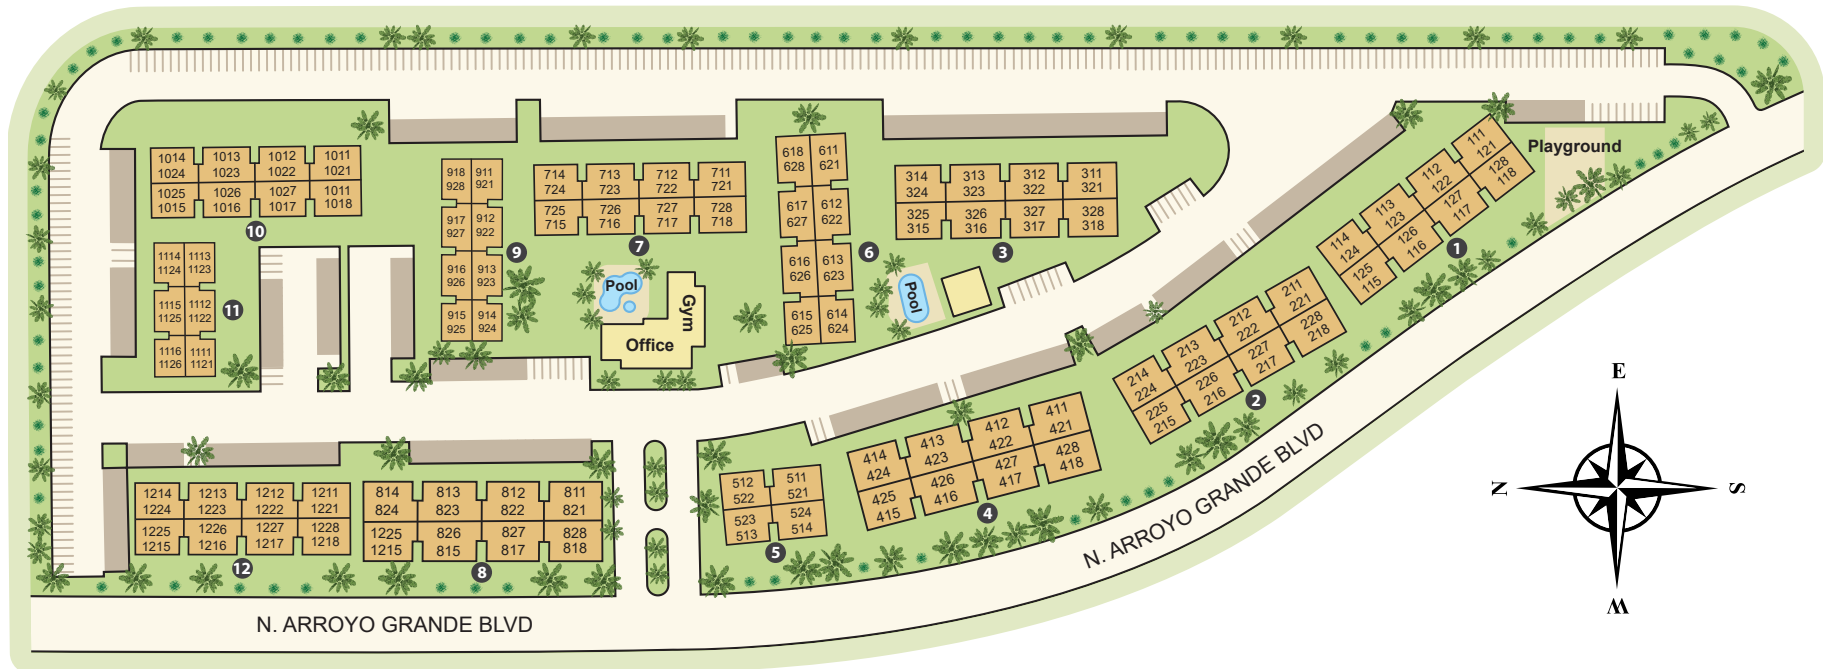 1014 1013 1012 1011
1024 1023 1022 1021
1025 1026 1027 1011
1015 1016 1017 1018
10
1114 1113
1124 1123
1115 1112
1125 1122
1116 1111
1126 1121
11
918 911
928 921
917 912
927 922
916 913
926 923
915 914
925 924
9
714 713 712 711
724 723 722 721
725 726 727 728
715 716 717 718
7
Pool
Gym
Office
618 611
628 621
617 612
627 622
616 613
626 623
615 614
625 624
6
314 313 312 311
324 323 322 321
325 326 327 328
315 316 317 318
3
Pool
Playground
111
121
128
118
112
122
127
117
113
123
126
116
114
124
125
115
1
211
221
228
218
212
222
227
217
213
223
226
216
214
224
225
215
2
411
421
428
418
412
422
427
417
413
423
426
416
414
424
425
415
4
512 511
522 521
523 524
513 514
5
1214 1213 1212 1211
1224 1223 1222 1221
1225 1226 1227 1228
1215 1216 1217 1218
12
814 813 812 811
824 823 822 821
1225 826 827 828
1215 815 817 818
8
N. ARROYO GRANDE BLVD
N. ARROYO GRANDE BLVD
E
N
S
W